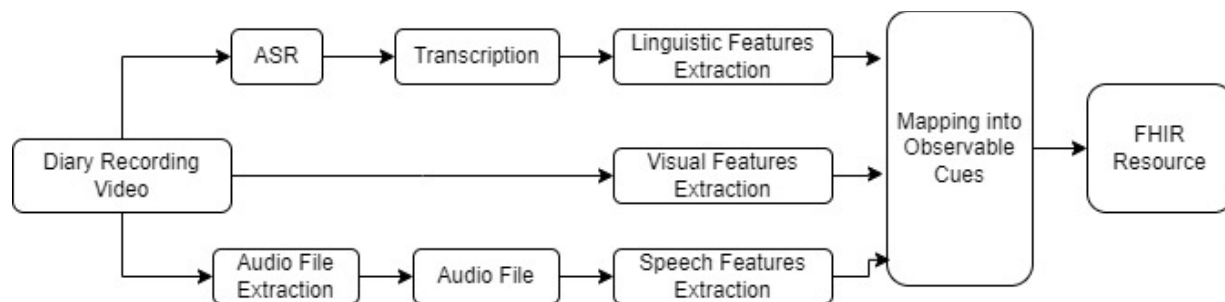 ASR
Transcription
Linguistic Features
Extraction
Diary Recording
Video
Visual Features
Extraction
Audio File
Extraction
Audio File
Speech Features
Extraction
Mapping into
Observable
Cues
FHIR
Resource